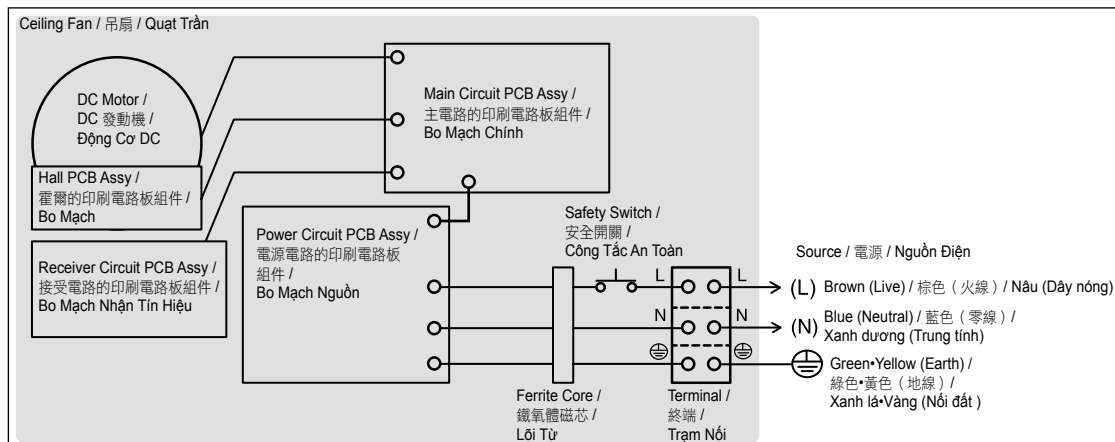 Ceiling Fan / 吊扇 / Quạt Trần
DC Motor /
DC 發動機 /
Động Cơ DC
Hall PCB Assy /
霍爾的印刷電路板組件 /
Bo Mạch
Receiver Circuit PCB Assy /
接受電路的印刷電路板組件 /
Bo Mạch Nhận Tín Hiệu
Main Circuit PCB Assy /
主電路的印刷電路板組件 /
Bo Mạch Chính
Power Circuit PCB Assy /
電源電路的印刷電路板
組件 /
Bo Mạch Nguồn
Safety Switch /
安全開關 /
Công Tắc An Toàn
L
L
N
N
Ferrite Core /
鐵氧體磁芯 /
Lõi Từ
Terminal /
終端 /
Trạm Nối
Source / 電源 / Nguồn Điện
(L) Brown (Live) / 棕色（火線）/ Nâu (Dây nóng)
(N) Blue (Neutral) / 藍色（零線）/
Xanh dương (Trung tính)
Green•Yellow (Earth) /
綠色•黃色（地線）/
Xanh lá•Vàng (Nối đất )